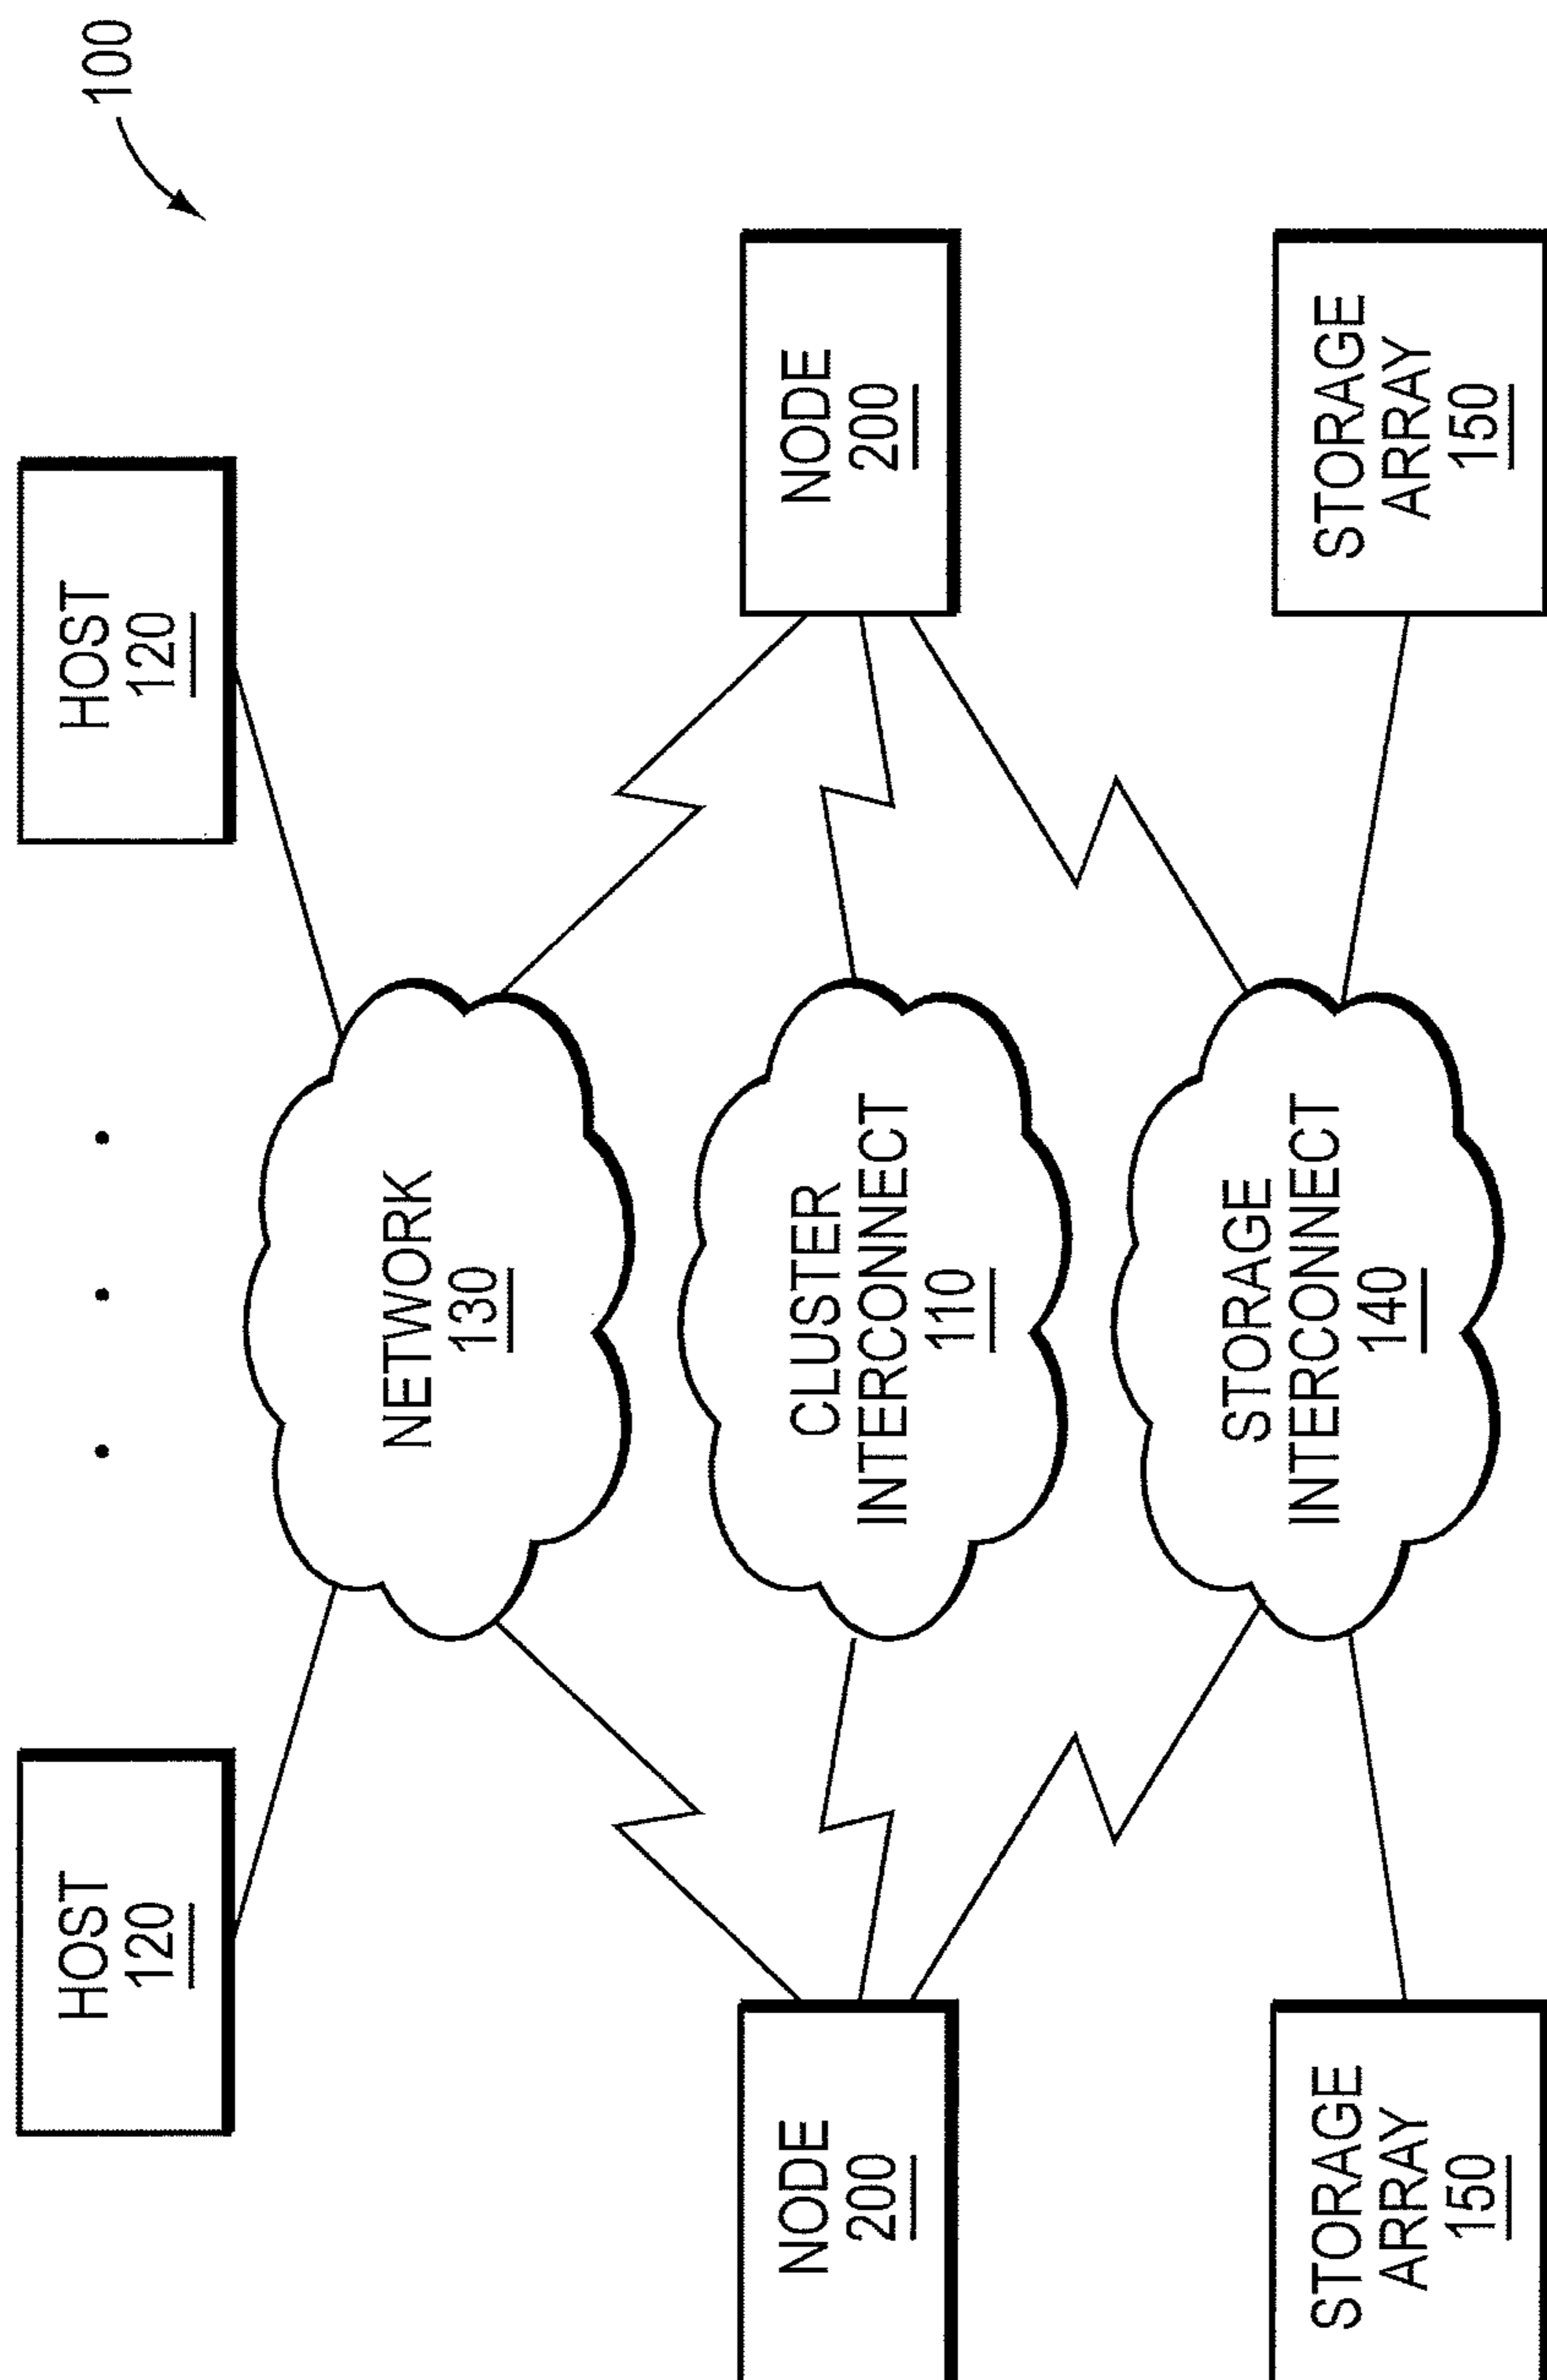 100
HOST
120
HOST
120
NETWORK
130
NODE
200
CLUSTER
INTERCONNECT
110
NODE
200
STORAGE
INTERCONNECT
140
STORAGE
ARRAY
150
STORAGE
ARRAY
150